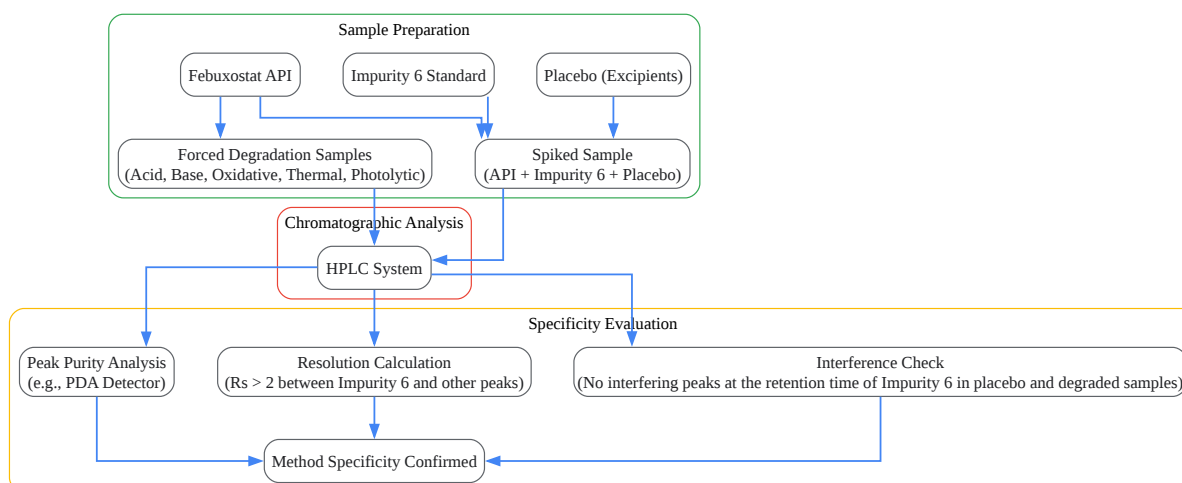 Sample Preparation
Febuxostat API
Impurity 6 Standard
Placebo (Excipients)
Forced Degradation Samples
(Acid, Base, Oxidative, Thermal, Photolytic)
Spiked Sample
(API + Impurity 6 + Placebo)
Chromatographic Analysis
HPLC System
Specificity Evaluation
Peak Purity Analysis
(e.g., PDA Detector)
Resolution Calculation
(Rs > 2 between Impurity 6 and other peaks)
Interference Check
(No interfering peaks at the retention time of Impurity 6 in placebo and degraded samples)
Method Specificity Confirmed